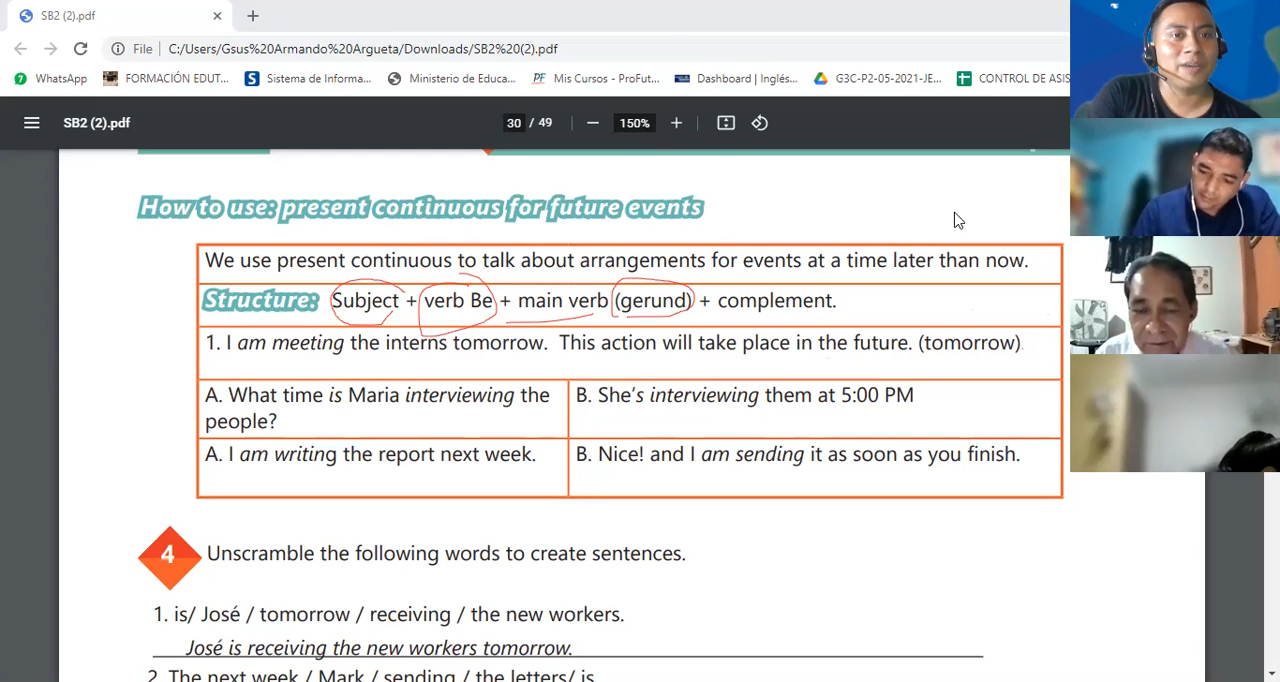 SB2 (2).pdf
File C:/Users/Gsus%20Armando%20Argueta/Downloads/SB2%20(2).pdf
WhatsApp FORMACIÓN EDUT... Sistema de Informa... Ministerio de Educa... Mis Cursos - ProFut... Dashboard | Inglés... G3C-P2-05-2021-JE... CONTROL DE ASIS
SB2 (2).pdf 30 / 49 150%
How to use: present continuous for future events
We use present continuous to talk about arrangements for events at a time later than now.
Structure: Subject + verb Be + main verb (gerund) + complement.
1. I am meeting the interns tomorrow. This action will take place in the future. (tomorrow).
A. What time is Maria interviewing the people?
B. She's interviewing them at 5:00 PM
A. I am writing the report next week.
B. Nice! and I am sending it as soon as you finish.
4 Unscramble the following words to create sentences.
1. is/ José / tomorrow / receiving / the new workers.
José is receiving the new workers tomorrow.
2. The next week / Mark / sending / the letters/ is